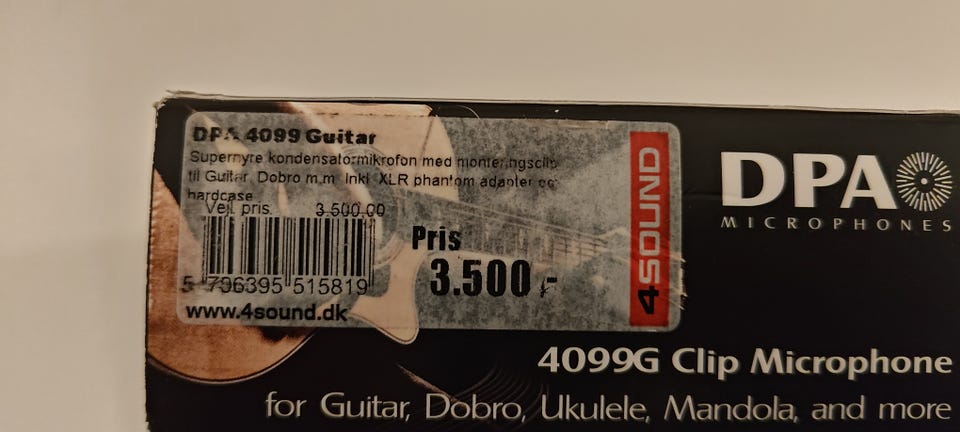 DPA 4099 Guitar
Supernyre kondensatormikrofon med monteringsclip
til Guitar, Dobro m.m. Inkl. XLR phantom adapter og
hardcase
Vejl. pris. 3.500,00
Pris
3.500,-
5 706395 515819
www.4sound.dk
4SOUND
DPA
MICROPHONES
4099G Clip Microphone
for Guitar, Dobro, Ukulele, Mandola, and more